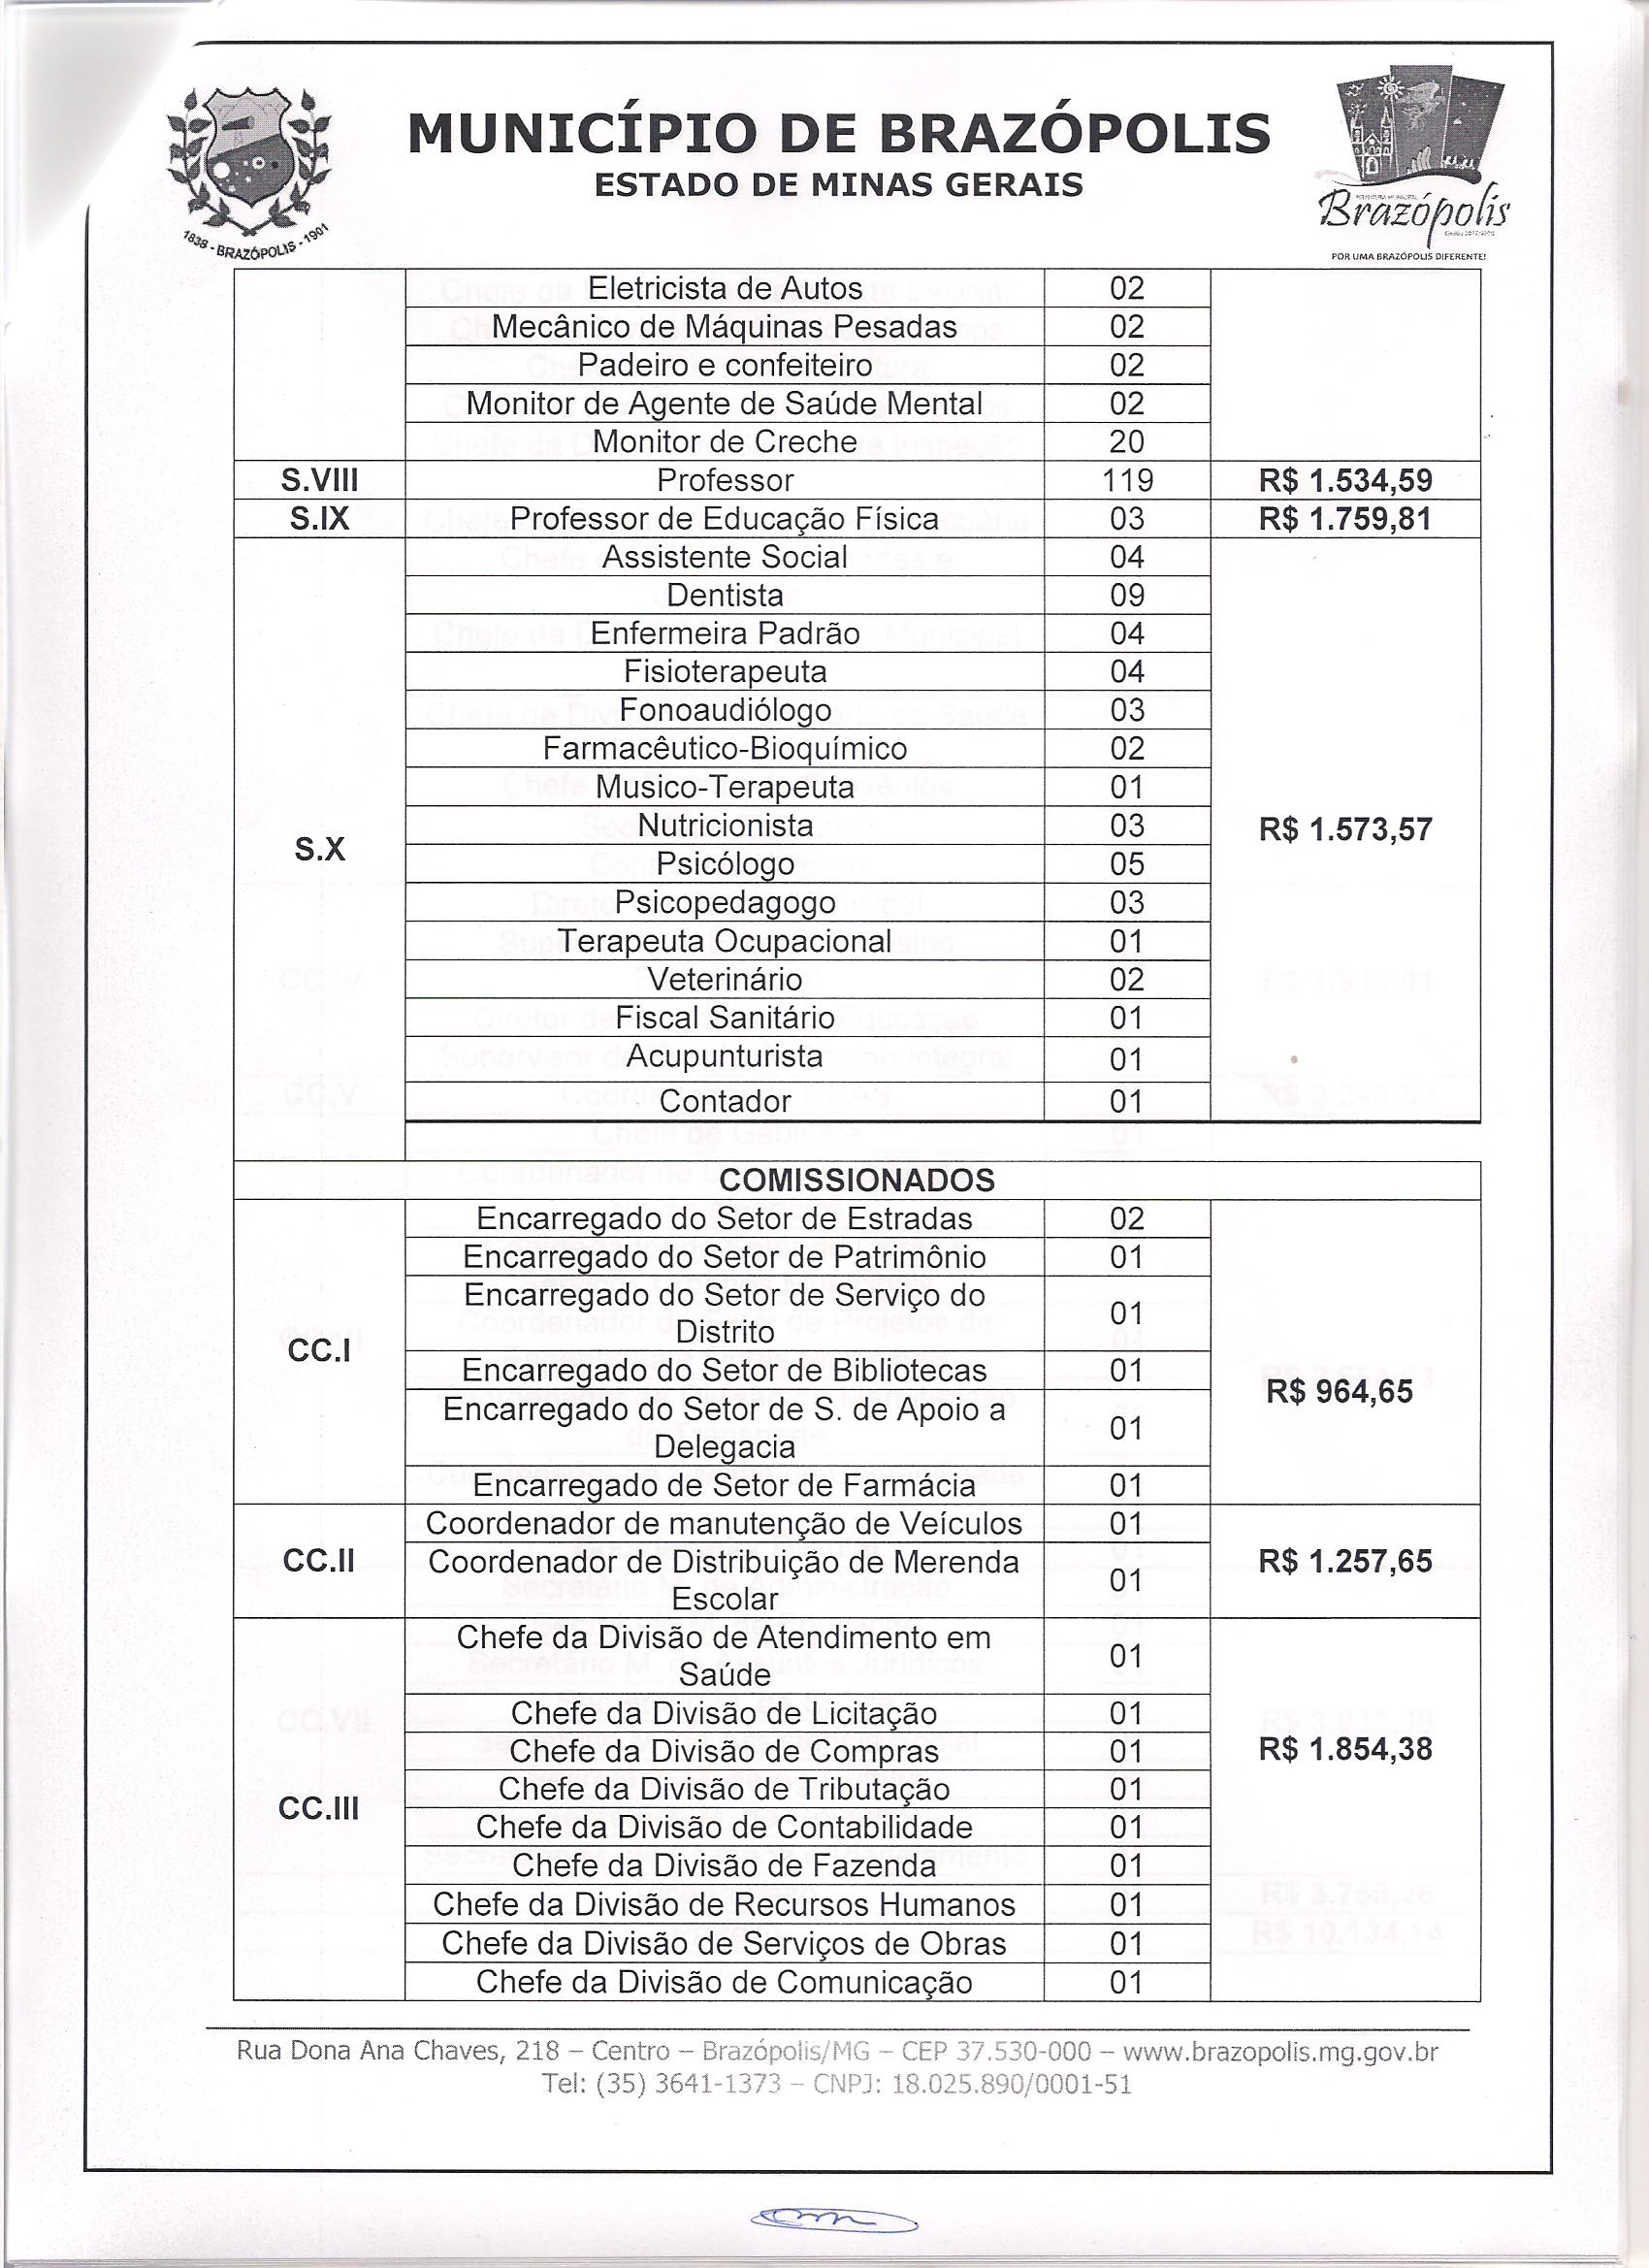 MUNICÍPIO DE BRAZÓPOLIS
ESTADO DE MINAS GERAIS
1838 - BRAZÓPOLIS - 1901
Brazópolis
POR UMA BRAZÓPOLIS DIFERENTE!
Eletricista de Autos 02
Mecânico de Máquinas Pesadas 02
Padeiro e confeiteiro 02
Monitor de Agente de Saúde Mental 02
Monitor de Creche 20
S.VIII Professor 119 R$ 1.534,59
S.IX Professor de Educação Física 03 R$ 1.759,81
Assistente Social 04
Dentista 09
Enfermeira Padrão 04
Fisioterapeuta 04
Fonoaudiólogo 03
Farmacêutico-Bioquímico 02
Musico-Terapeuta 01
Nutricionista 03 R$ 1.573,57
S.X
Psicólogo 05
Psicopedagogo 03
Terapeuta Ocupacional 01
Veterinário 02
Fiscal Sanitário 01
Acupunturista 01
Contador 01
COMISSIONADOS
Encarregado do Setor de Estradas 02
Encarregado do Setor de Patrimônio 01
Encarregado do Setor de Serviço do
Distrito 01
CC.I
Encarregado do Setor de Bibliotecas 01
R$ 964,65
Encarregado do Setor de S. de Apoio a
Delegacia 01
Encarregado de Setor de Farmácia 01
Coordenador de manutenção de Veículos 01
CC.II R$ 1.257,65
Coordenador de Distribuição de Merenda
Escolar 01
Chefe da Divisão de Atendimento em
Saúde 01
Chefe da Divisão de Licitação 01
Chefe da Divisão de Compras 01 R$ 1.854,38
Chefe da Divisão de Tributação 01
CC.III
Chefe da Divisão de Contabilidade 01
Chefe da Divisão de Fazenda 01
Chefe da Divisão de Recursos Humanos 01
Chefe da Divisão de Serviços de Obras 01
Chefe da Divisão de Comunicação 01
Rua Dona Ana Chaves, 218 – Centro – Brazópolis/MG – CEP 37.530-000 – www.brazopolis.mg.gov.br
Tel: (35) 3641-1373 – CNPJ: 18.025.890/0001-51